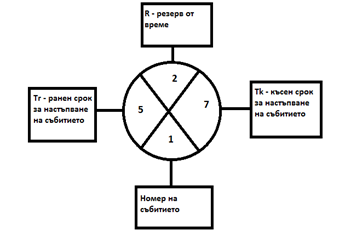 R - резерв от
време
Tr - ранен срок
за настъпване
на събитието
2
5
7
1
Tk - късен срок
за настъпване
на събитието
Номер на
събитието